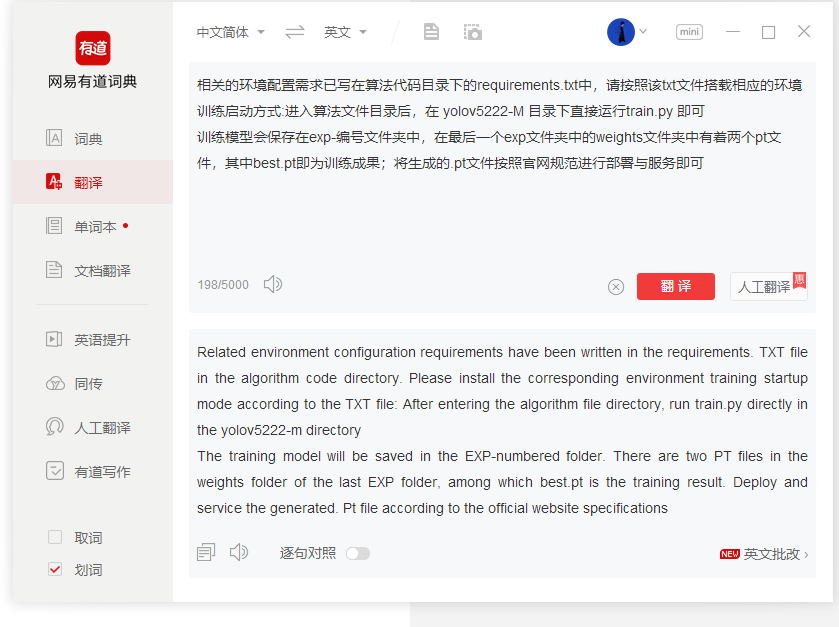 中文简体 英文 mini
有道
网易有道词典
词典
翻译
单词本
文档翻译
英语提升
同传
人工翻译
有道写作
取词
划词
相关的环境配置需求已写在算法代码目录下的requirements.txt中，请按照该txt文件搭载相应的环境
训练启动方式:进入算法文件目录后，在 yolov5222-M 目录下直接运行train.py 即可
训练模型会保存在exp-编号文件夹中，在最后一个exp文件夹中的weights文件夹中有着两个pt文
件，其中best.pt即为训练成果；将生成的.pt文件按照官网规范进行部署与服务即可
198/5000 翻 译 人工翻译 惠
Related environment configuration requirements have been written in the requirements. TXT file
in the algorithm code directory. Please install the corresponding environment training startup
mode according to the TXT file: After entering the algorithm file directory, run train.py directly in
the yolov5222-m directory
The training model will be saved in the EXP-numbered folder. There are two PT files in the
weights folder of the last EXP folder, among which best.pt is the training result. Deploy and
service the generated. Pt file according to the official website specifications
逐句对照 NEW 英文批改 ›